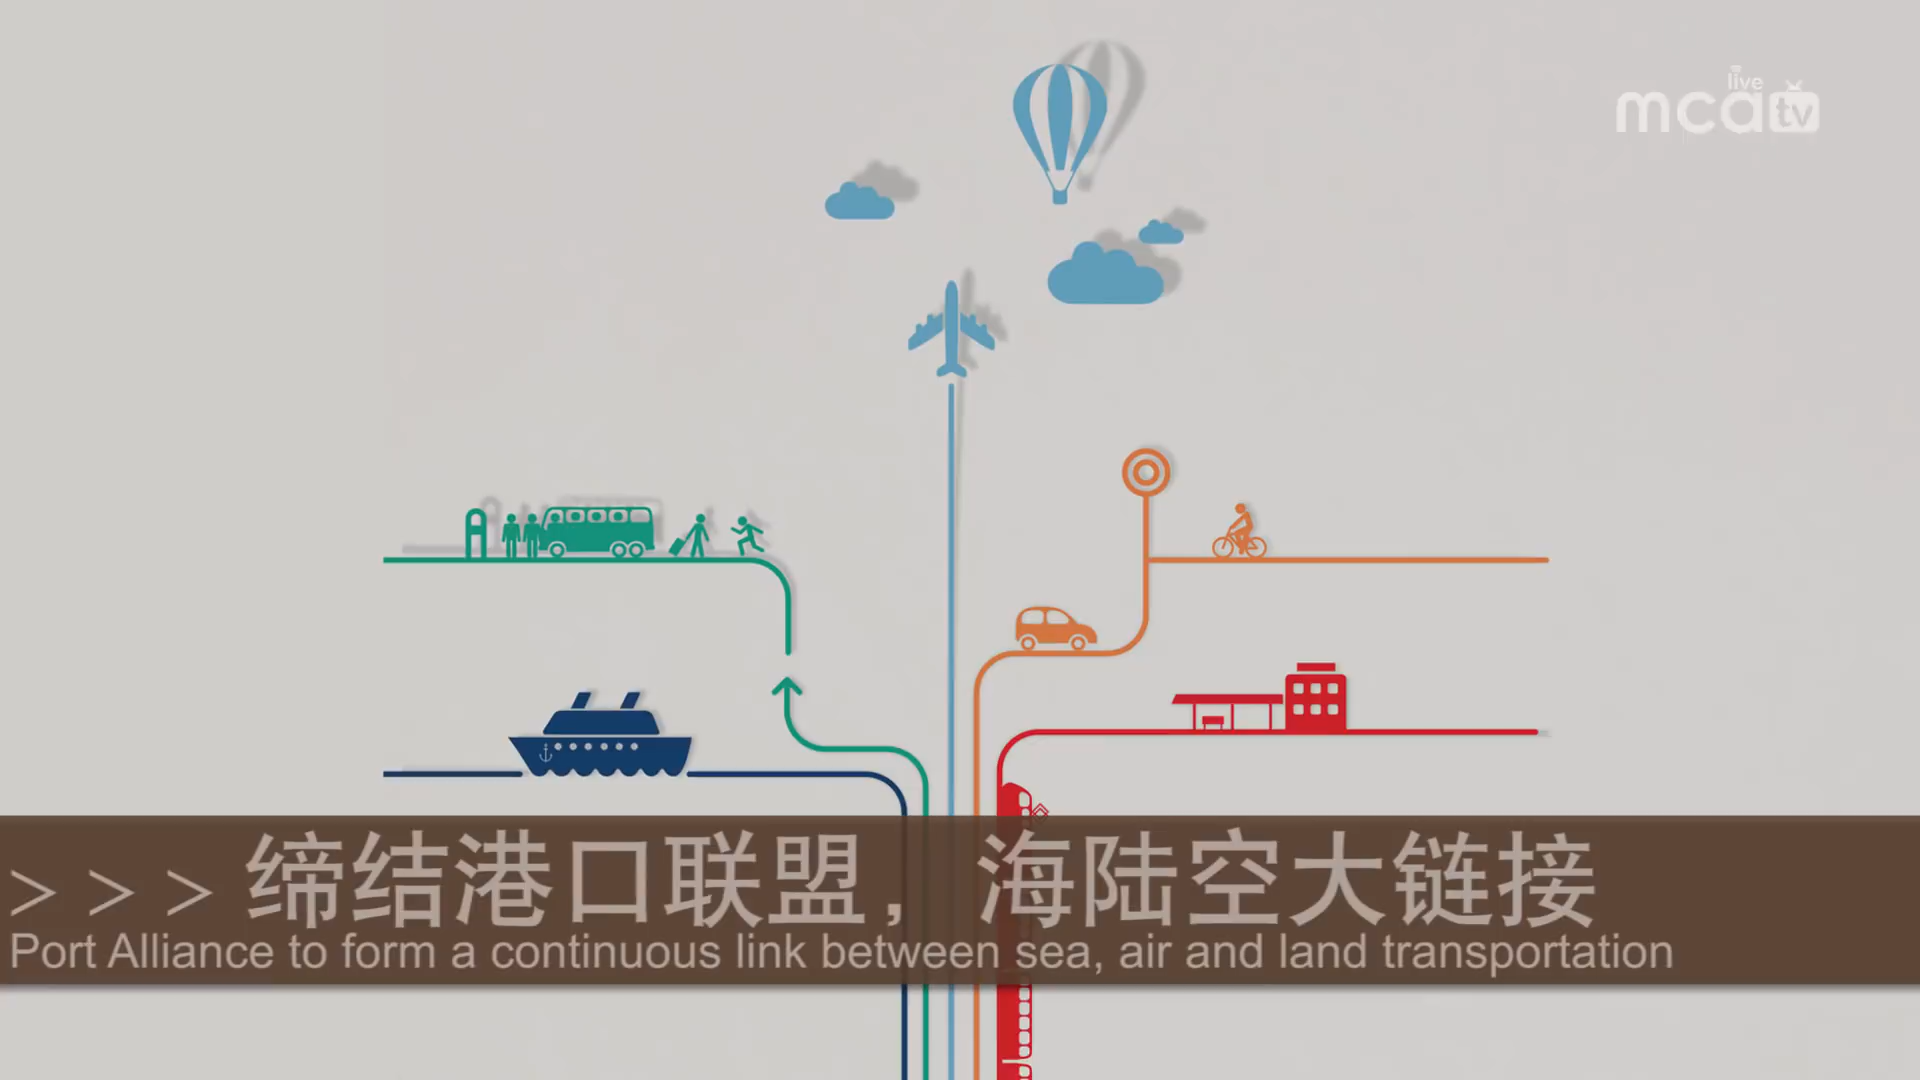 live
mcatv
>>>缔结港口联盟，海陆空大链接
Port Alliance to form a continuous link between sea, air and land transportation